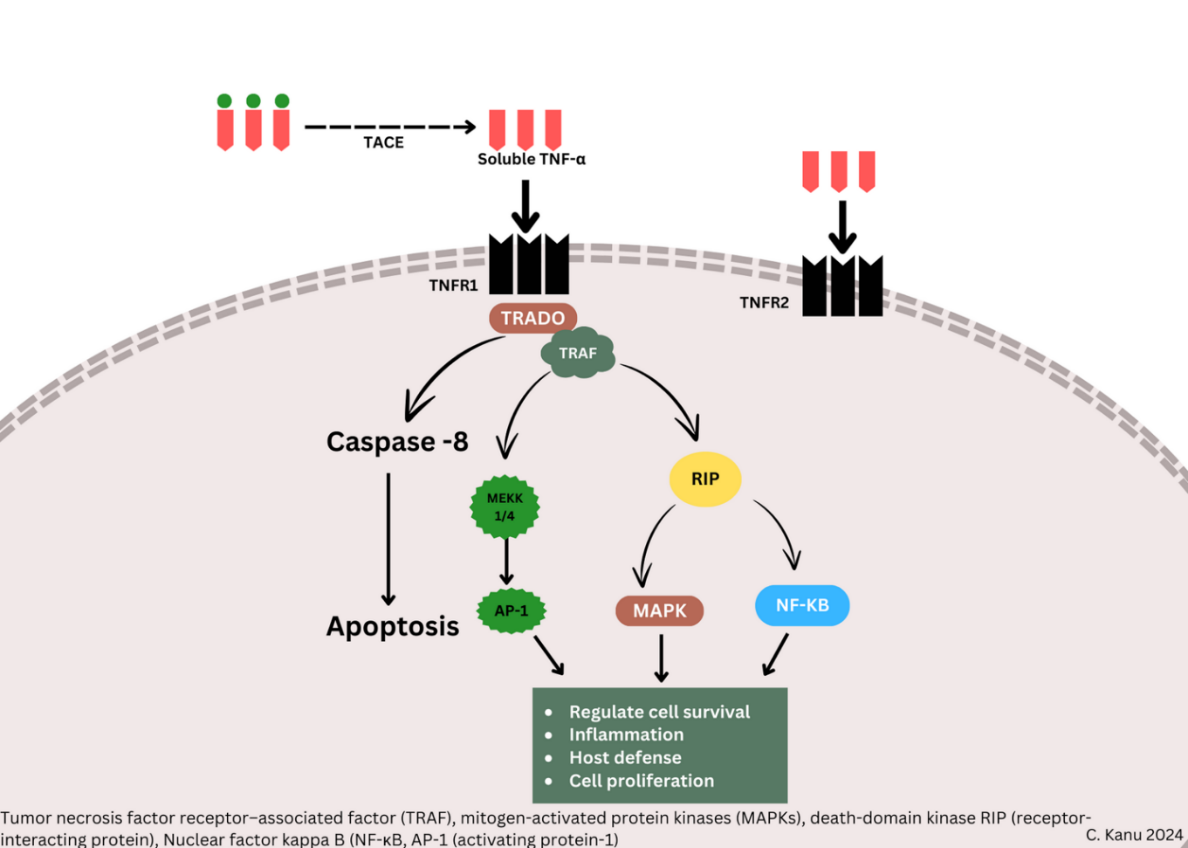 TACE
Soluble TNF-α
TNFR1
TNFR2
TRADO
TRAF
Caspase -8
RIP
MEKK
1/4
AP-1
MAPK
NF-KB
Apoptosis
• Regulate cell survival
• Inflammation
• Host defense
• Cell proliferation
Tumor necrosis factor receptor–associated factor (TRAF), mitogen-activated protein kinases (MAPKs), death-domain kinase RIP (receptor-
interacting protein), Nuclear factor kappa B (NF-κB, AP-1 (activating protein-1)
C. Kanu 2024